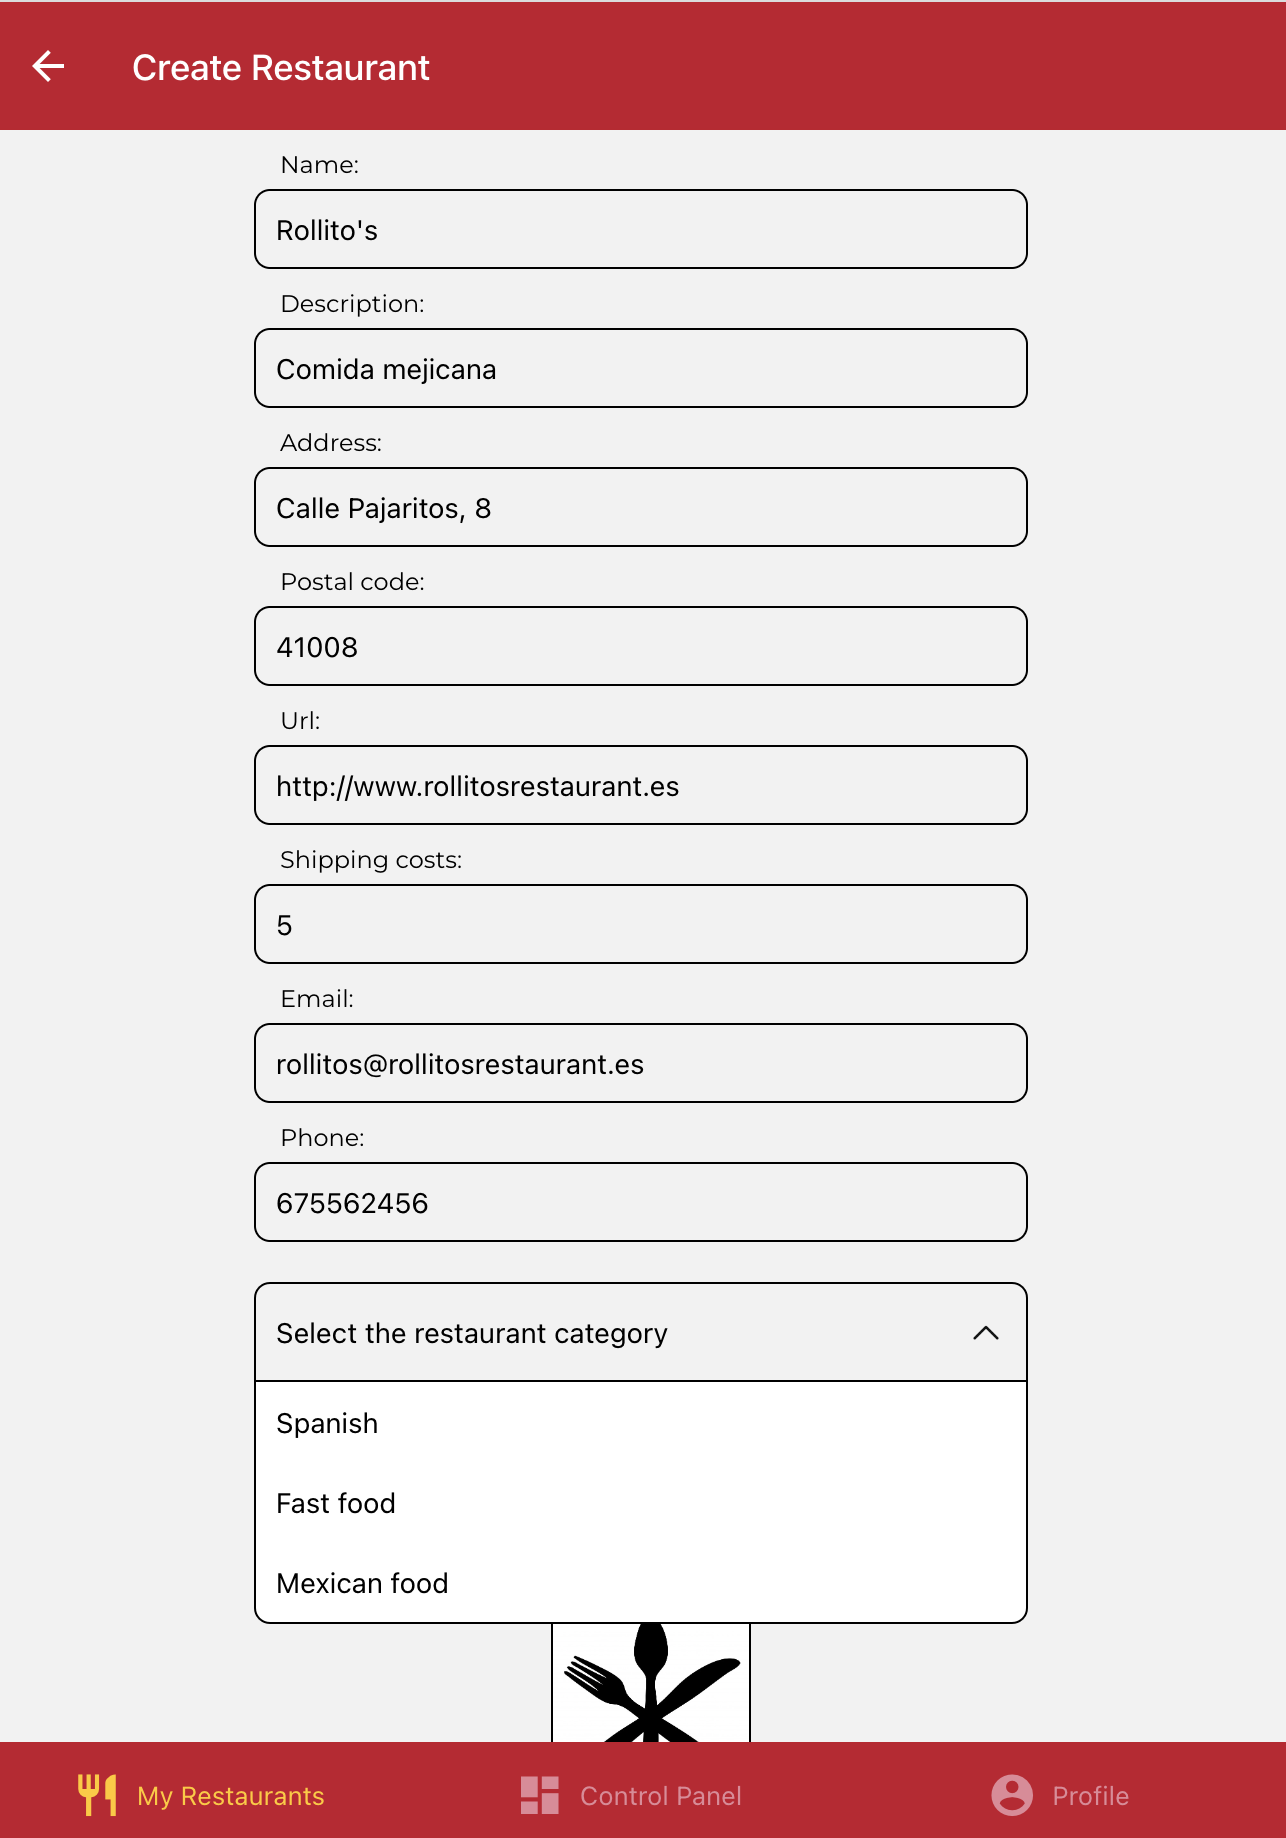 Create Restaurant
Name:
Rollito's
Description:
Comida mejicana
Address:
Calle Pajaritos, 8
Postal code:
41008
Url:
http://www.rollitosrestaurant.es
Shipping costs:
5
Email:
rollitos@rollitosrestaurant.es
Phone:
675562456
Select the restaurant category
Spanish
Fast food
Mexican food
My Restaurants
Control Panel
Profile